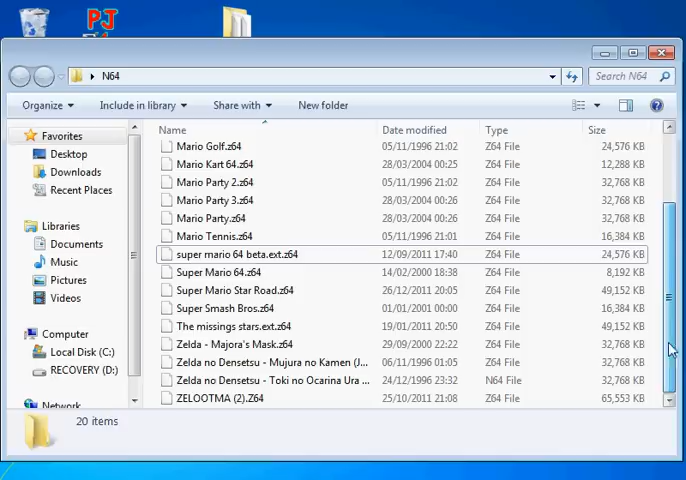 PJ
N64
Search N64
Organize
Include in library
Share with
New folder
Favorites
Desktop
Downloads
Recent Places
Libraries
Documents
Music
Pictures
Videos
Computer
Local Disk (C:)
RECOVERY (D:)
Network
Name Date modified Type Size
Mario Golf.z64 05/11/1996 21:02 Z64 File 24,576 KB
Mario Kart 64.z64 28/03/2004 00:25 Z64 File 12,288 KB
Mario Party 2.z64 05/11/1996 21:02 Z64 File 32,768 KB
Mario Party 3.z64 28/03/2004 00:26 Z64 File 32,768 KB
Mario Party.z64 28/03/2004 00:26 Z64 File 32,768 KB
Mario Tennis.z64 05/11/1996 21:01 Z64 File 16,384 KB
super mario 64 beta.ext.z64 12/09/2011 17:40 Z64 File 24,576 KB
Super Mario 64.z64 14/02/2000 18:38 Z64 File 8,192 KB
Super Mario Star Road.z64 26/12/2011 20:05 Z64 File 49,152 KB
Super Smash Bros.z64 01/01/2001 00:00 Z64 File 16,384 KB
The missings stars.ext.z64 19/01/2011 20:50 Z64 File 49,152 KB
Zelda - Majora's Mask.z64 29/09/2000 22:22 Z64 File 32,768 KB
Zelda no Densetsu - Mujura no Kamen (J... 06/11/1996 01:05 Z64 File 32,768 KB
Zelda no Densetsu - Toki no Ocarina Ura ... 24/12/1996 23:32 N64 File 32,768 KB
ZELOOTMA (2).Z64 25/10/2011 21:08 Z64 File 65,553 KB
20 items